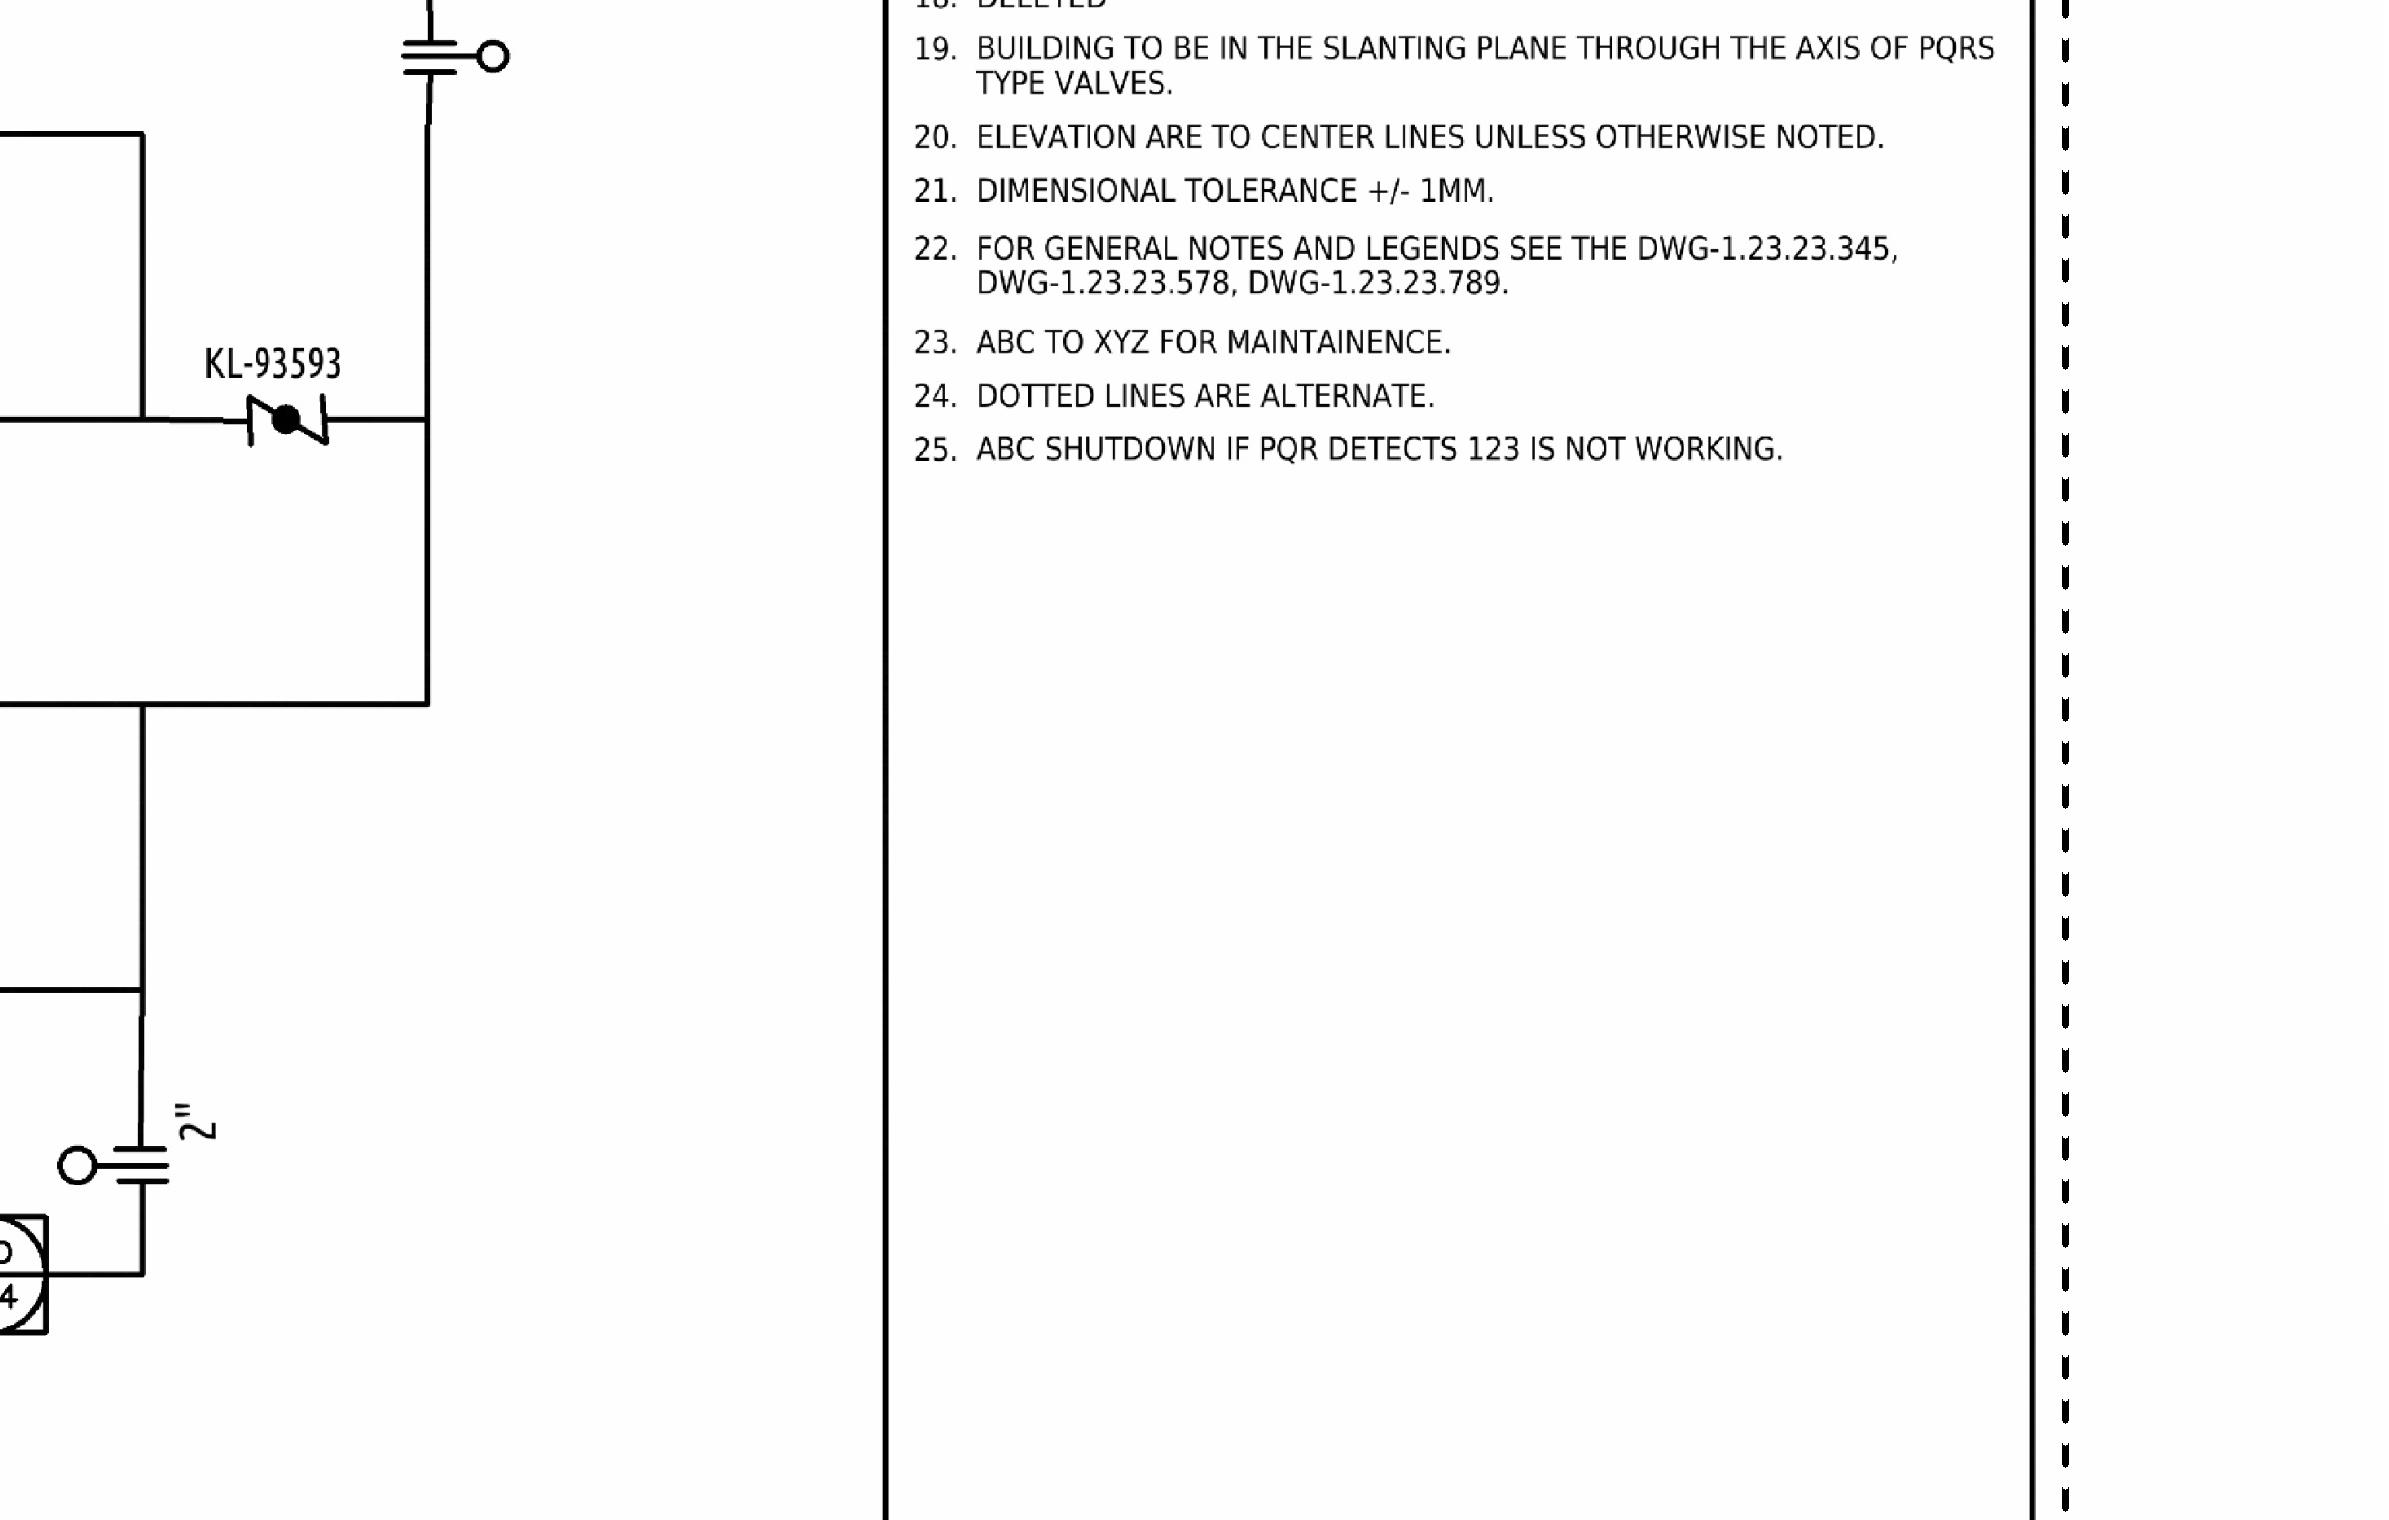 18. DELETED
19. BUILDING TO BE IN THE SLANTING PLANE THROUGH THE AXIS OF PQRS
TYPE VALVES.
20. ELEVATION ARE TO CENTER LINES UNLESS OTHERWISE NOTED.
21. DIMENSIONAL TOLERANCE +/- 1MM.
22. FOR GENERAL NOTES AND LEGENDS SEE THE DWG-1.23.23.345,
DWG-1.23.23.578, DWG-1.23.23.789.
23. ABC TO XYZ FOR MAINTAINENCE.
24. DOTTED LINES ARE ALTERNATE.
25. ABC SHUTDOWN IF PQR DETECTS 123 IS NOT WORKING.
KL-93593
2"
4